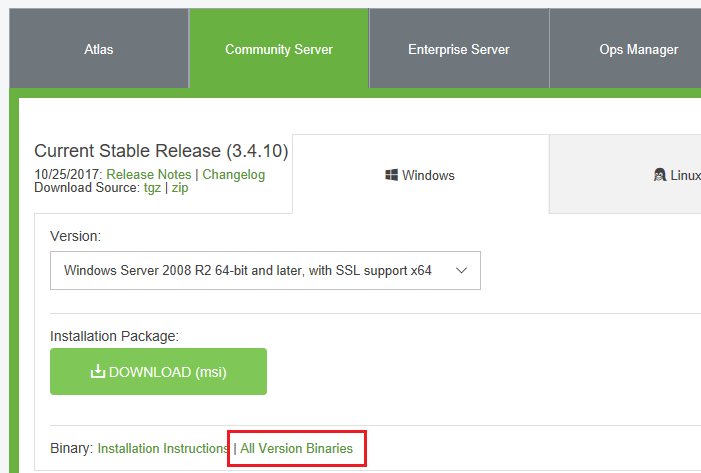 Atlas
Community Server
Enterprise Server
Ops Manager
Current Stable Release (3.4.10)
10/25/2017: Release Notes | Changelog
Download Source: tgz | zip
Windows
Linux
Version:
Windows Server 2008 R2 64-bit and later, with SSL support x64
Installation Package:
DOWNLOAD (msi)
Binary: Installation Instructions | All Version Binaries